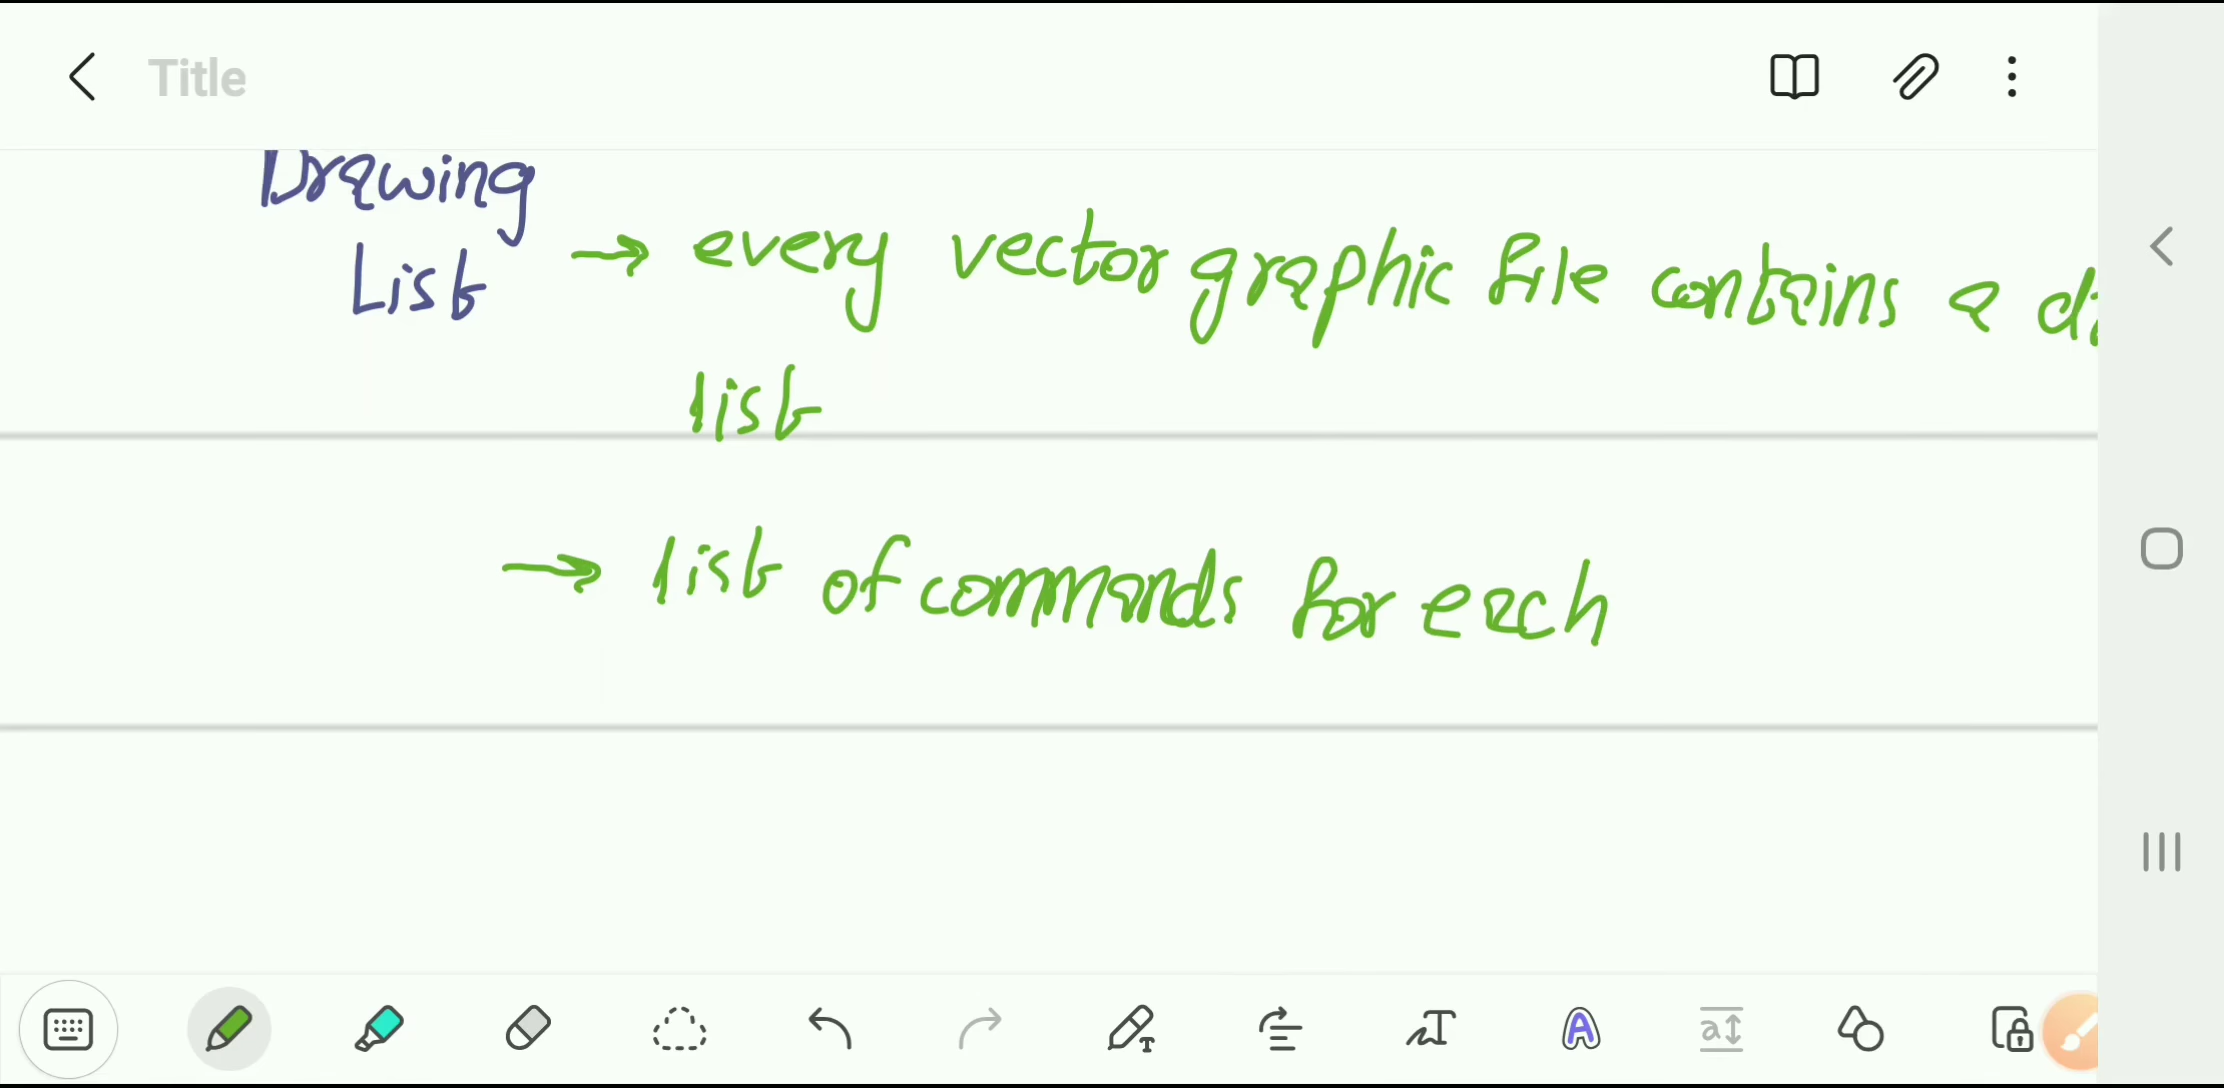 Title
Drawing
List → every vector graphic file contains a
list
→ list of commands for each